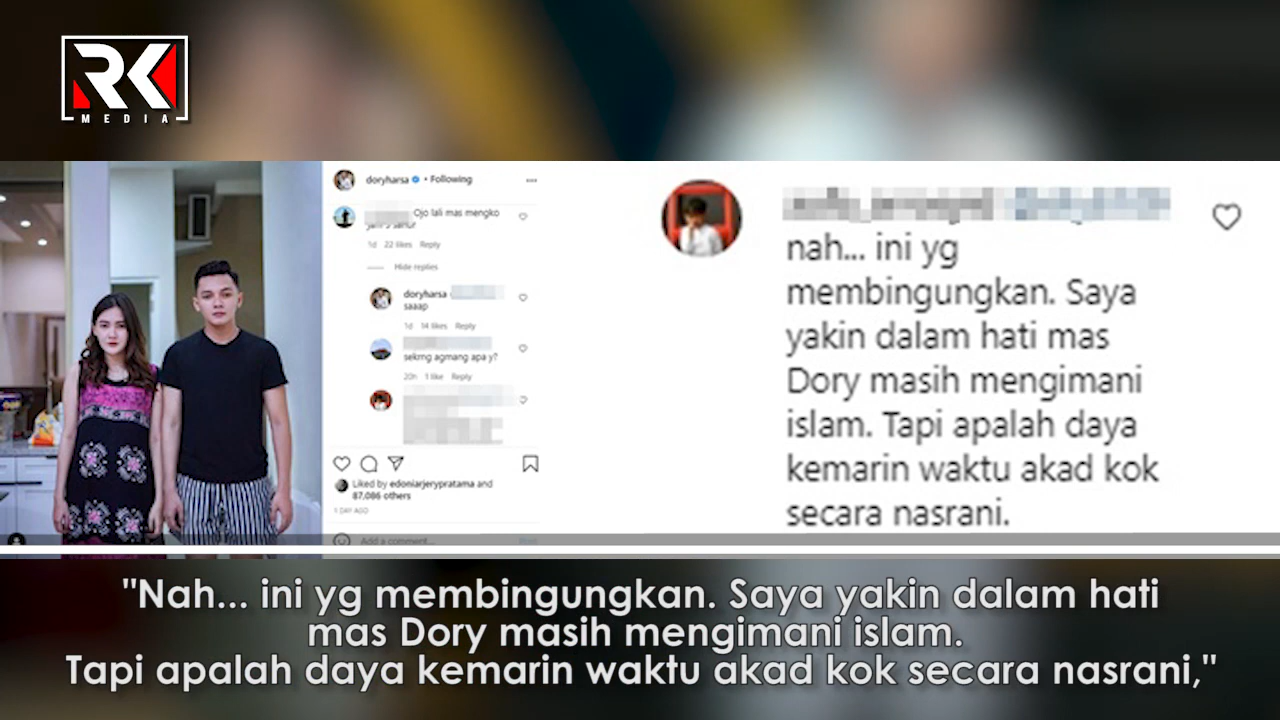 RK
MEDIA
doryharsa • Following
Ojo lali mas mengko
1d 22 likes Reply
Hide replies
doryharsa
saaap
1d 14 likes Reply
sekrng agmang apa y?
20h 1 like Reply
Liked by edoniarjerypratama and
87,086 others
1 DAY AGO
Add a comment...
nah... ini yg
membingungkan. Saya
yakin dalam hati mas
Dory masih mengimani
islam. Tapi apalah daya
kemarin waktu akad kok
secara nasrani.
"Nah... ini yg membingungkan. Saya yakin dalam hati
mas Dory masih mengimani islam.
Tapi apalah daya kemarin waktu akad kok secara nasrani,"